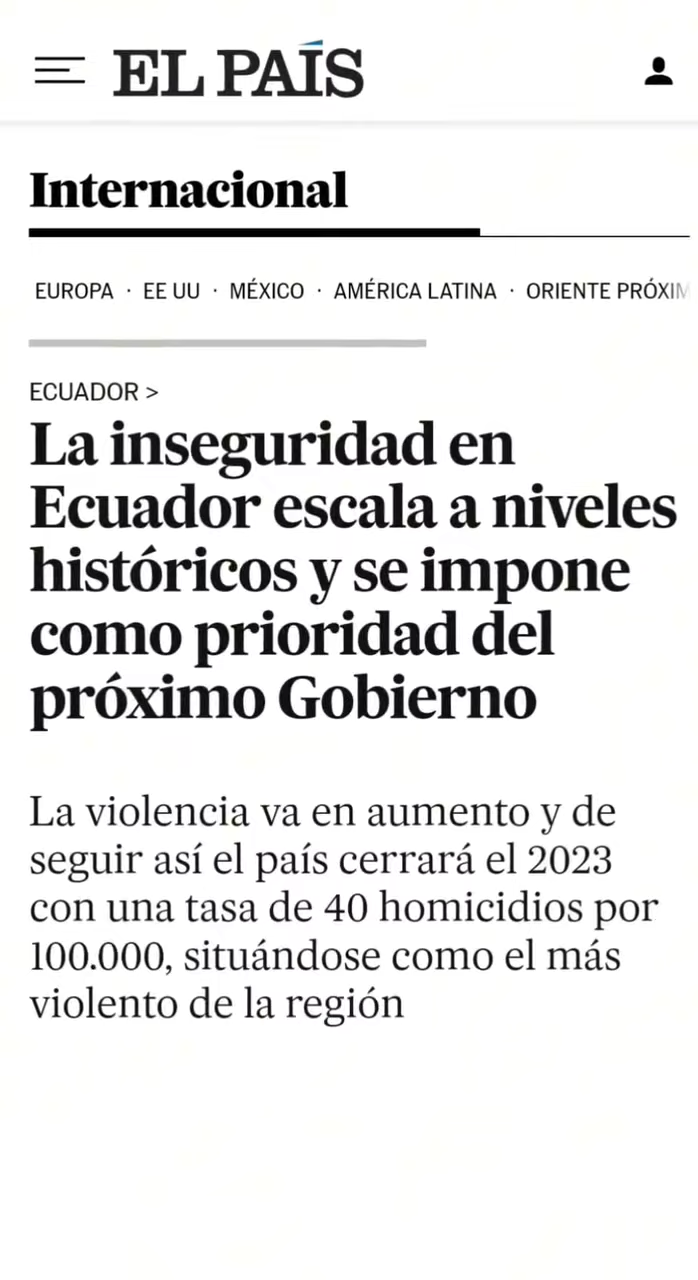 EL PAÍS
Internacional
EUROPA · EE UU · MÉXICO · AMÉRICA LATINA · ORIENTE
ECUADOR >
La inseguridad en
Ecuador escala a niveles
históricos y se impone
como prioridad del
próximo Gobierno
La violencia va en aumento y de
seguir así el país cerrará el 2023
con una tasa de 40 homicidios por
100.000, situándose como el más
violento de la región